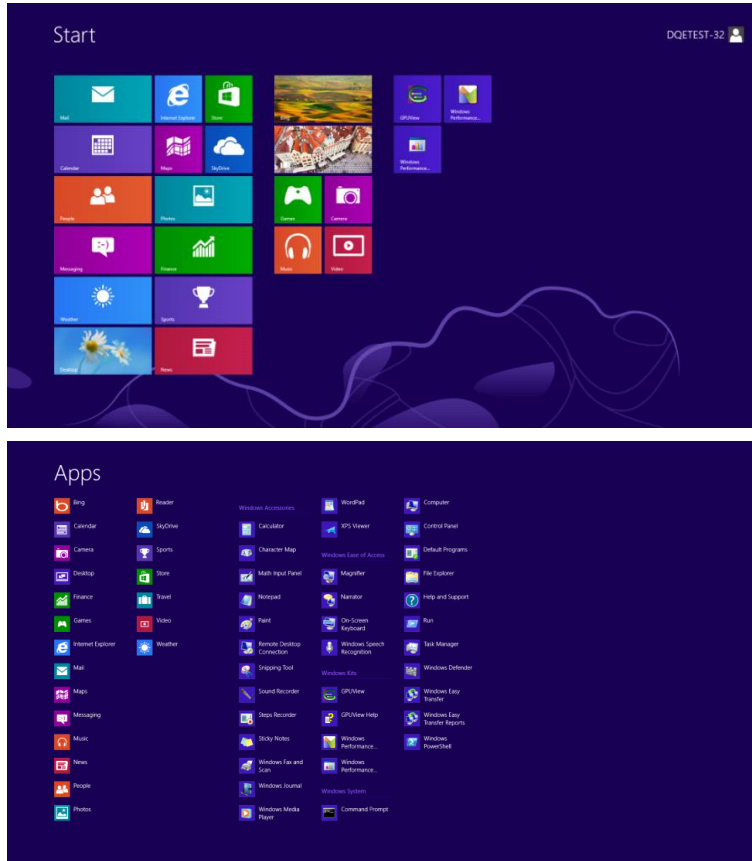 Start
DQETEST-32
Mail
Internet Explorer
Store
Bing
GPUView
Windows
Performance...
Calendar
Maps
SkyDrive
Windows
Performance...
People
Photos
Games
Camera
Messaging
Finance
Music
Video
Weather
Sports
Desktop
News
Apps
Bing
Calendar
Camera
Desktop
Finance
Games
Internet Explorer
Mail
Maps
Messaging
Music
News
People
Photos
Reader
SkyDrive
Sports
Store
Travel
Video
Weather
Windows Accessories
Calculator
Character Map
Math Input Panel
Notepad
Paint
Remote Desktop
Connection
Snipping Tool
Sound Recorder
Steps Recorder
Sticky Notes
Windows Fax and
Scan
Windows Journal
Windows Media
Player
WordPad
XPS Viewer
Windows Ease of Access
Magnifier
Narrator
On-Screen
Keyboard
Windows Speech
Recognition
Windows Kits
GPUView
GPUView Help
Windows
Performance...
Windows
Performance...
Windows System
Command Prompt
Computer
Control Panel
Default Programs
File Explorer
Help and Support
Run
Task Manager
Windows Defender
Windows Easy
Transfer
Windows Easy
Transfer Reports
Windows
PowerShell